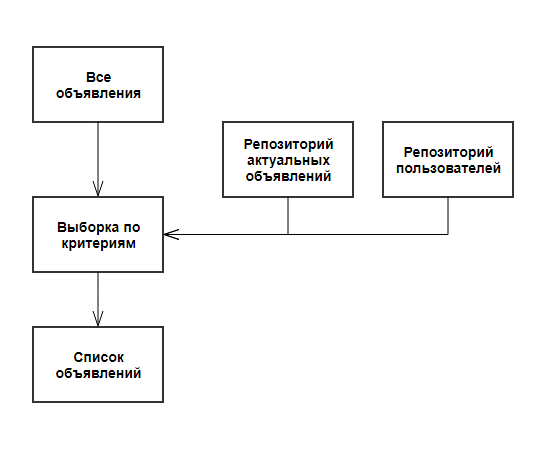 Все
объявления
Репозиторий
актуальных
объявлений
Репозиторий
пользователей
Выборка по
критериям
Список
объявлений